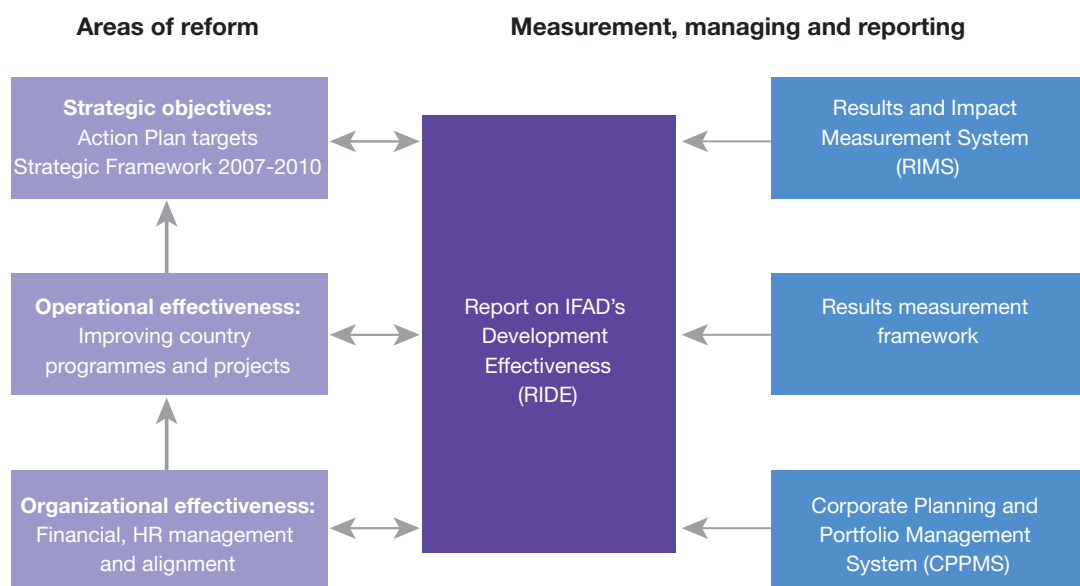 Areas of reform
Measurement, managing and reporting
Strategic objectives:
Action Plan targets
Strategic Framework 2007-2010
Operational effectiveness:
Improving country
programmes and projects
Organizational effectiveness:
Financial, HR management
and alignment
Report on IFAD’s
Development
Effectiveness
(RIDE)
Results and Impact
Measurement System
(RIMS)
Results measurement
framework
Corporate Planning and
Portfolio Management
System (CPPMS)